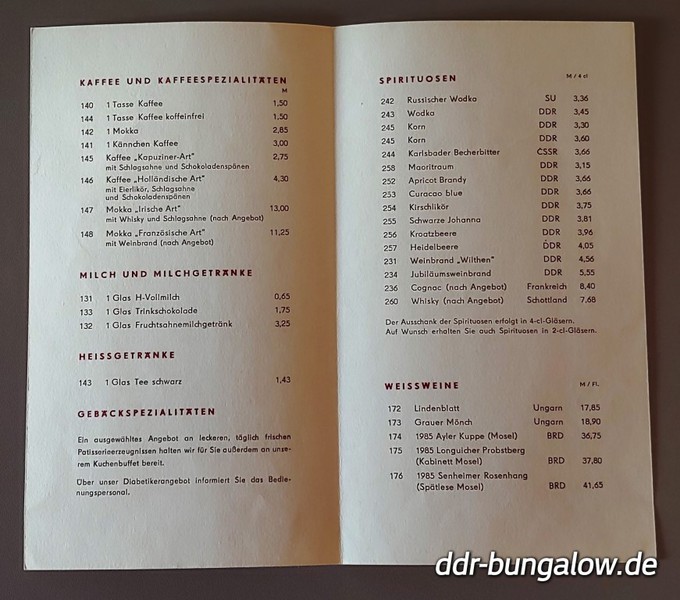 KAFFEE UND KAFFEESPEZIALITÄTEN
M
140 1 Tasse Kaffee 1,50
144 1 Tasse Kaffee koffeinfrei 1,50
142 1 Mokka 2,85
141 1 Kännchen Kaffee 3,00
145 Kaffee „Kapuziner-Art" 2,75
mit Schlagsahne und Schokoladenspänen
146 Kaffee „Holländische Art" 4,30
mit Eierlikör, Schlagsahne
und Schokoladenspänen
147 Mokka „Irische Art" 13,00
mit Whisky und Schlagsahne (nach Angebot)
148 Mokka „Französische Art" 11,25
mit Weinbrand (nach Angebot)
MILCH UND MILCHGETRÄNKE
131 1 Glas H-Vollmilch 0,65
133 1 Glas Trinkschokolade 1,75
132 1 Glas Fruchtsahnemilchgetränk 3,25
HEISSGETRÄNKE
143 1 Glas Tee schwarz 1,43
GEBÄCKSPEZIALITÄTEN
Ein ausgewähltes Angebot an leckeren, täglich frischen
Patisserieerzeugnissen halten wir für Sie außerdem an unse-
rem Kuchenbuffet bereit.
Über unser Diabetikerangebot informiert Sie das Bedie-
nungspersonal.
SPIRITUOSEN
M/4 cl
242 Russischer Wodka SU 3,36
243 Wodka DDR 3,45
245 Korn DDR 3,30
245 Korn DDR 3,60
244 Karlsbader Becherbitter ČSSR 3,66
258 Maoritraum DDR 3,15
252 Apricot Brandy DDR 3,66
253 Curacao blue DDR 3,66
254 Kirschlikör DDR 3,75
255 Schwarze Johanna DDR 3,81
256 Kroatzbeere DDR 3,96
257 Heidelbeere DDR 4,05
231 Weinbrand „Wilthen" DDR 4,56
234 Jubiläumsweinbrand DDR 5,55
236 Cognac (nach Angebot) Frankreich 8,40
260 Whisky (nach Angebot) Schottland 7,68
Der Ausschank der Spirituosen erfolgt in 4-cl-Gläsern.
Auf Wunsch erhalten Sie auch Spirituosen in 2-cl-Gläsern.
WEISSWEINE
M/Fl.
172 Lindenblatt Ungarn 17,85
173 Grauer Mönch Ungarn 18,90
174 1985 Ayler Kuppe (Mosel) BRD 36,75
175 1985 Longuicher Probstberg
(Kabinett Mosel) BRD 37,80
176 1985 Senheimer Rosenhang
(Spätlese Mosel) BRD 41,65
ddr-bungalow.de